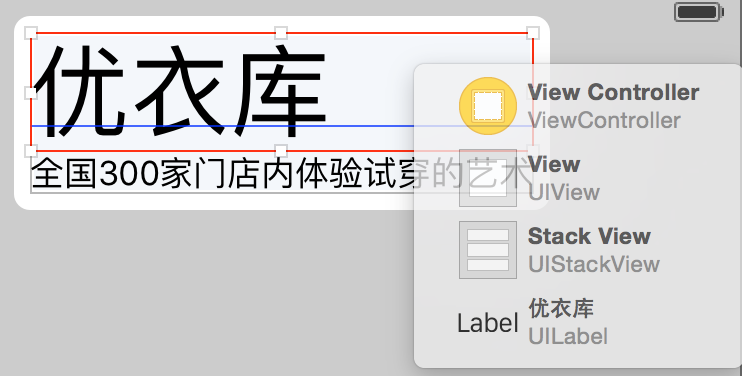 优衣库
全国300家门店内体验试穿的艺术
View Controller
ViewController
View
UIView
Stack View
UIStackView
Label
优衣库
UILabel